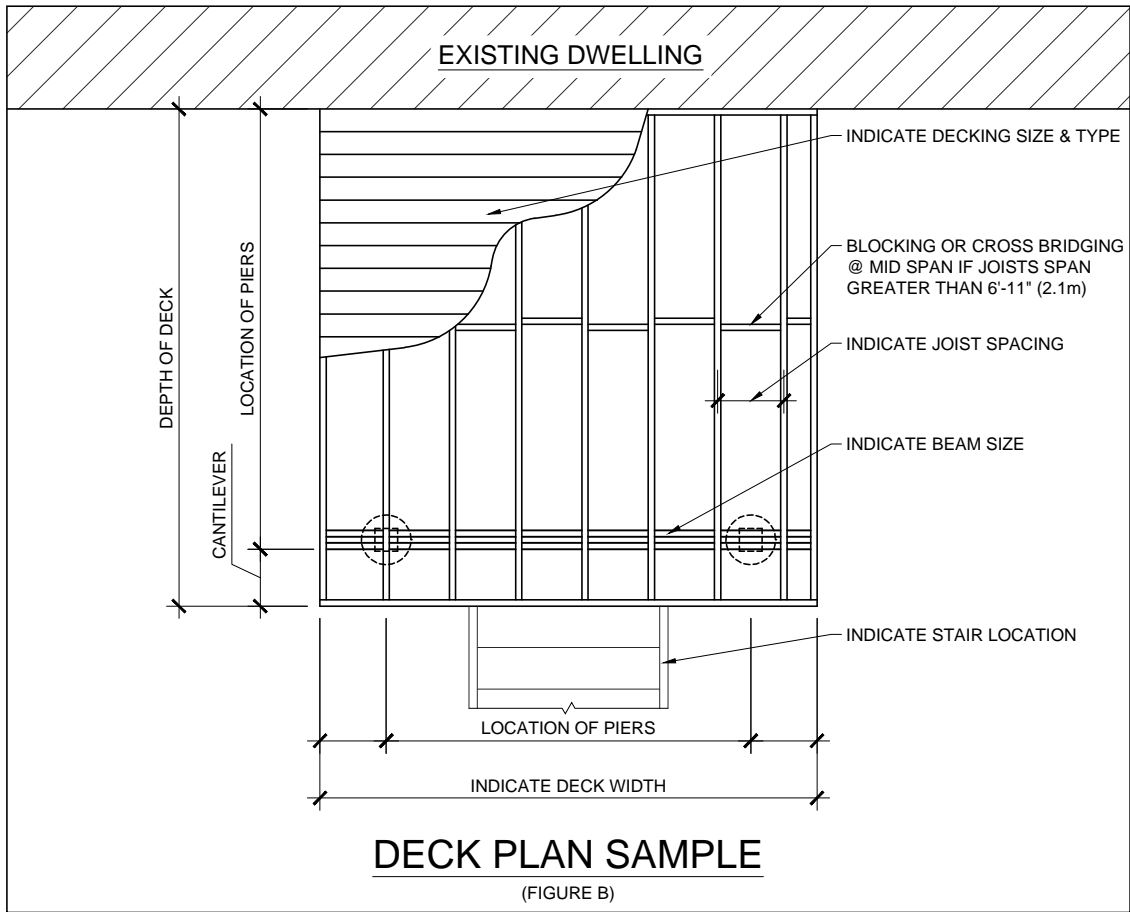 EXISTING DWELLING
INDICATE DECKING SIZE & TYPE
BLOCKING OR CROSS BRIDGING
@ MID SPAN IF JOISTS SPAN
GREATER THAN 6'-11" (2.1m)
INDICATE JOIST SPACING
INDICATE BEAM SIZE
INDICATE STAIR LOCATION
DEPTH OF DECK
LOCATION OF PIERS
CANTILEVER
LOCATION OF PIERS
INDICATE DECK WIDTH
DECK PLAN SAMPLE
(FIGURE B)